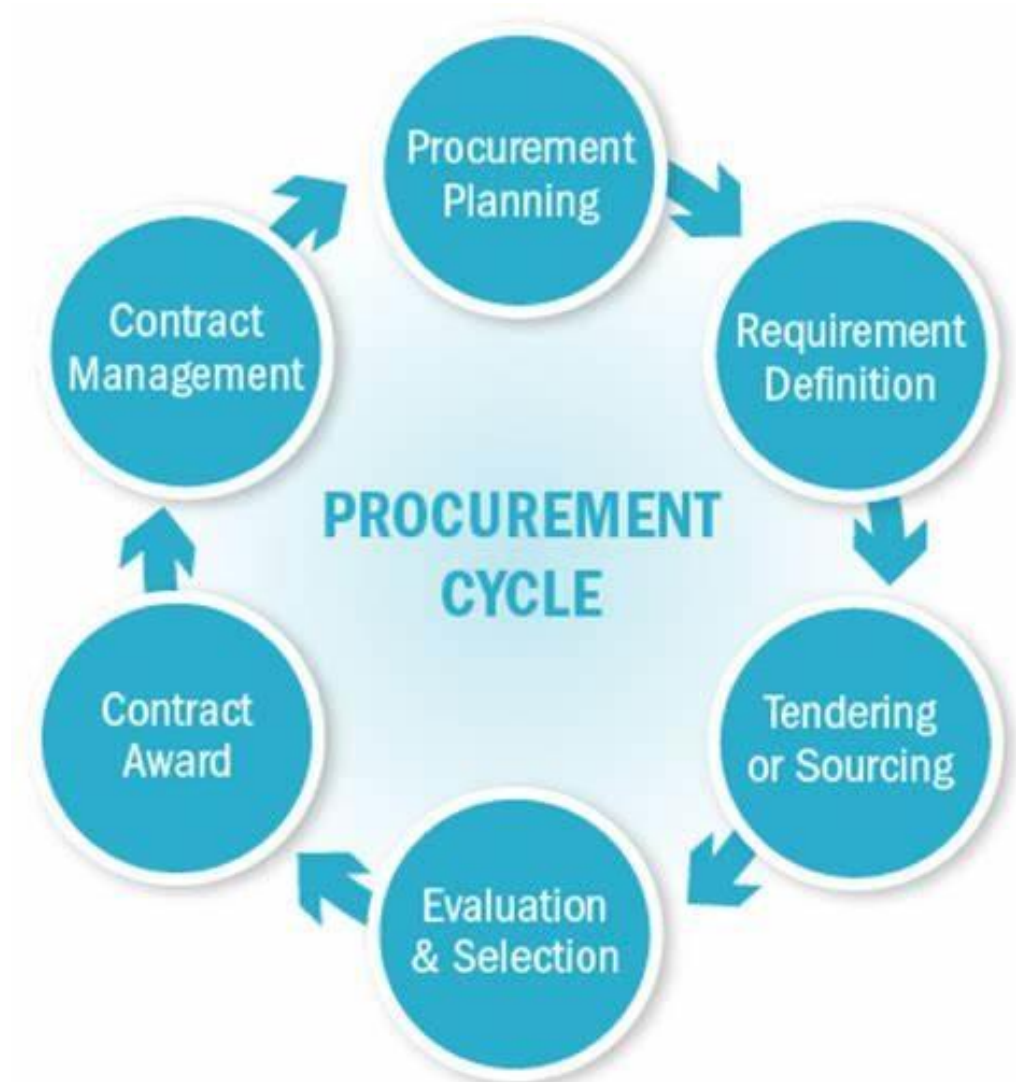 Procurement
Planning
Requirement
Definition
Tendering
or Sourcing
Evaluation
& Selection
Contract
Award
Contract
Management
PROCUREMENT
CYCLE